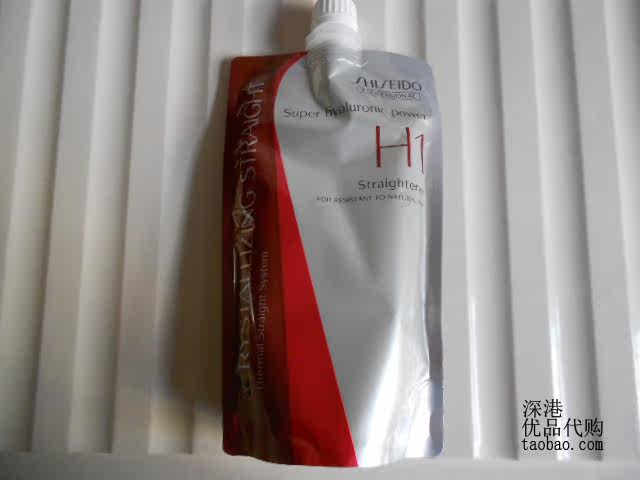 SHISEIDO
PROFESSIONAL
Super hyaluronic power
H1
Straightener
FOR RESISTANT TO NATURAL
CRYSTALLIZING STRAIGHT
Thermal Straight System
深港
优品代购
taobao.com